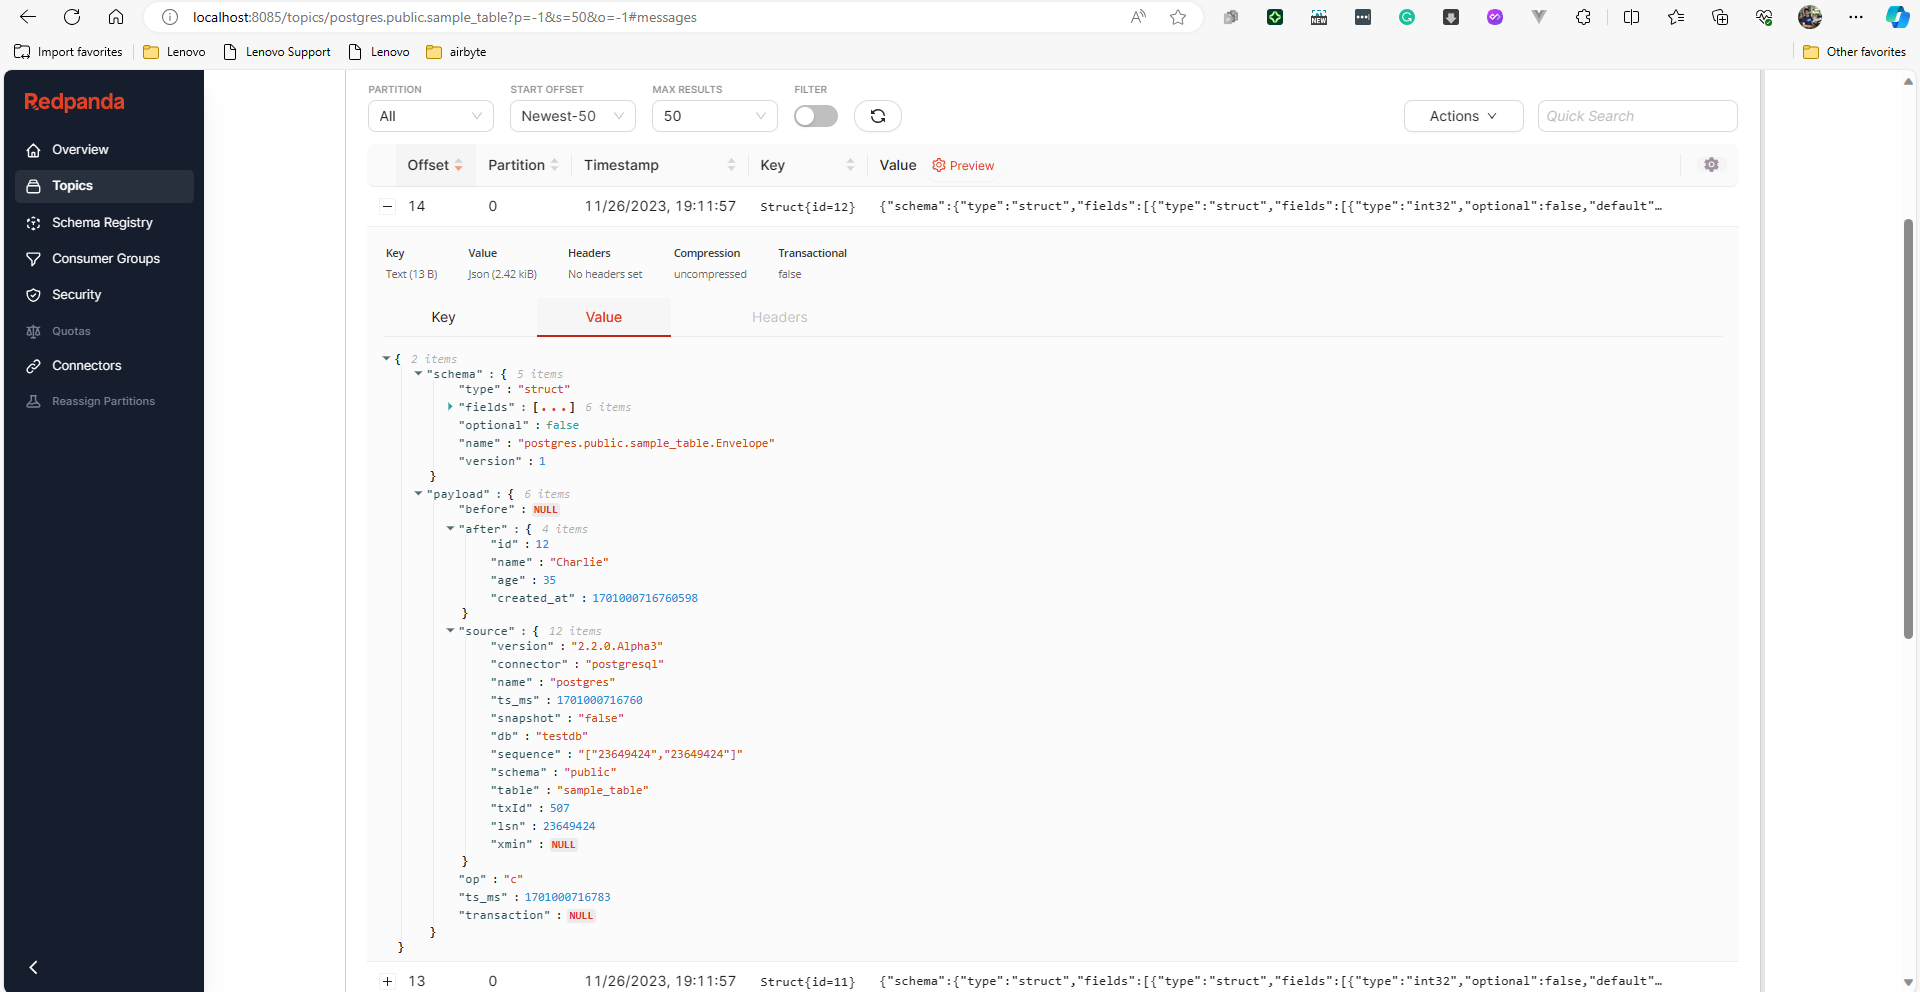 localhost:8085/topics/postgres.public.sample_table?p=-1&s=50&o=-1#messages
Import favorites
Lenovo
Lenovo Support
Lenovo
airbyte
Other favorites
Redpanda
Overview
Topics
Schema Registry
Consumer Groups
Security
Quotas
Connectors
Reassign Partitions
PARTITION START OFFSET MAX RESULTS FILTER
All Newest-50 50 Actions Quick Search
Offset Partition Timestamp Key Value Preview
14 0 11/26/2023, 19:11:57 Struct{id=12} {"schema":{"type":"struct","fields":[{"type":"struct","fields":[{"type":"int32","optional":false,"default"…
Key Value Headers Compression Transactional
Text (13 B) Json (2.42 kiB) No headers set uncompressed false
Key Value Headers
{ 2 items
"schema" : { 5 items
"type" : "struct"
"fields" : [...] 6 items
"optional" : false
"name" : "postgres.public.sample_table.Envelope"
"version" : 1
}
"payload" : { 6 items
"before" : NULL
"after" : { 4 items
"id" : 12
"name" : "Charlie"
"age" : 35
"created_at" : 1701000716760598
}
"source" : { 12 items
"version" : "2.2.0.Alpha3"
"connector" : "postgresql"
"name" : "postgres"
"ts_ms" : 1701000716760
"snapshot" : "false"
"db" : "testdb"
"sequence" : "["23649424","23649424"]"
"schema" : "public"
"table" : "sample_table"
"txId" : 507
"lsn" : 23649424
"xmin" : NULL
}
"op" : "c"
"ts_ms" : 1701000716783
"transaction" : NULL
}
}
13 0 11/26/2023, 19:11:57 Struct{id=11} {"schema":{"type":"struct","fields":[{"type":"struct","fields":[{"type":"int32","optional":false,"default"…